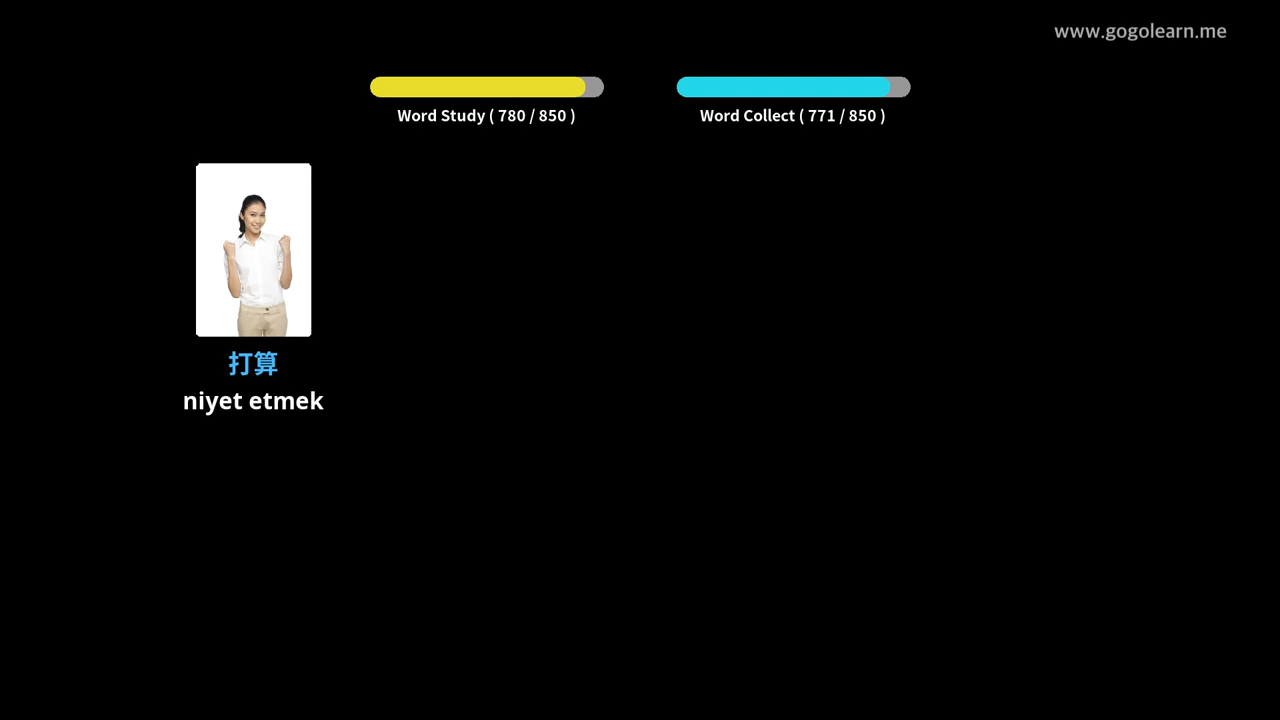 www.gogolearn.me
Word Study ( 780 / 850 )
Word Collect ( 771 / 850 )
打算
niyet etmek